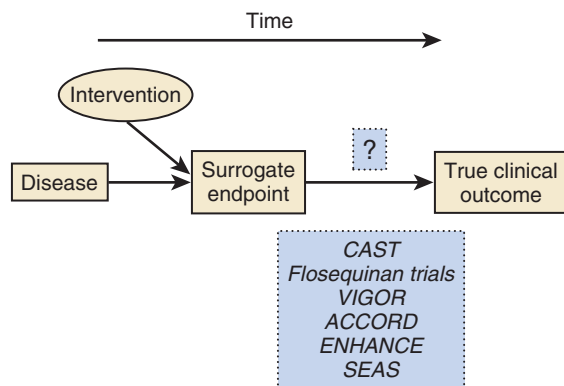 Time
Intervention
?
Disease
Surrogate
endpoint
True clinical
outcome
CAST
Flosequinan trials
VIGOR
ACCORD
ENHANCE
SEAS